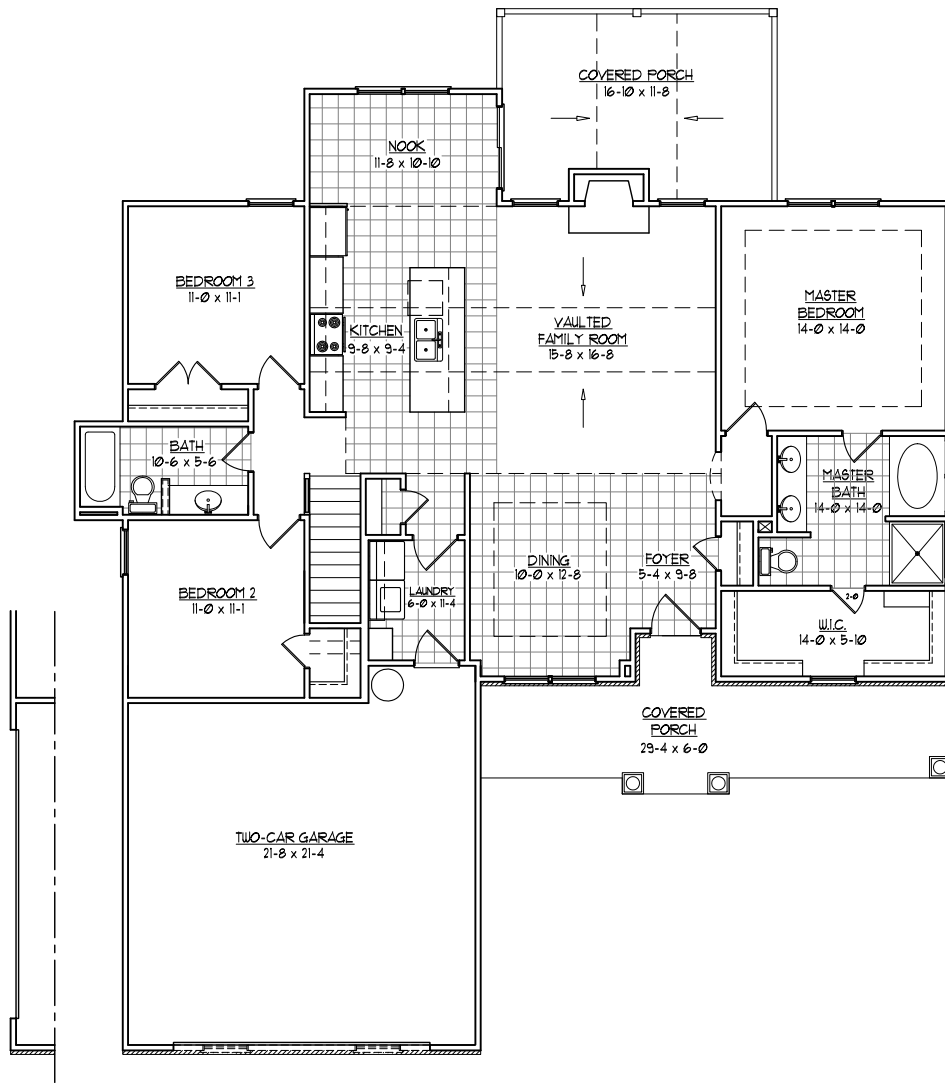 COVERED PORCH
16-10 x 11-8
NOOK
11-8 x 10-10
BEDROOM 3
11-0 x 11-1
MASTER
BEDROOM
14-0 x 14-0
KITCHEN
9-8 x 9-4
VAULTED
FAMILY ROOM
15-8 x 16-8
BATH
10-6 x 5-6
MASTER
BATH
14-0 x 14-0
DINING
10-0 x 12-8
FOYER
5-4 x 9-8
BEDROOM 2
11-0 x 11-1
LAUNDRY
6-0 x 11-4
2-0
W.I.C.
14-0 x 5-10
COVERED
PORCH
29-4 x 6-0
TWO-CAR GARAGE
21-8 x 21-4